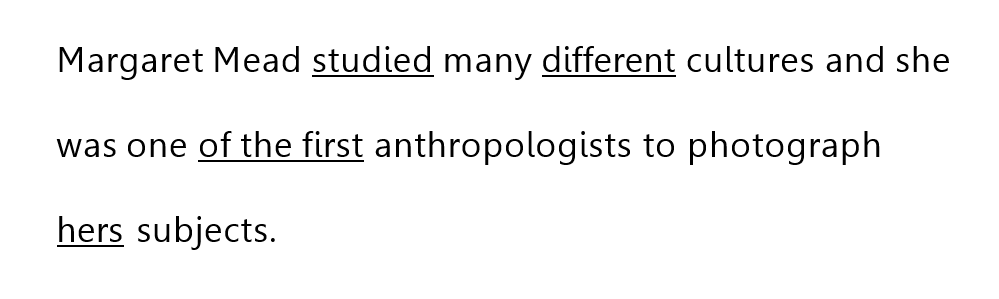 Margaret Mead studied many different cultures and she
was one of the first anthropologists to photograph
hers subjects.